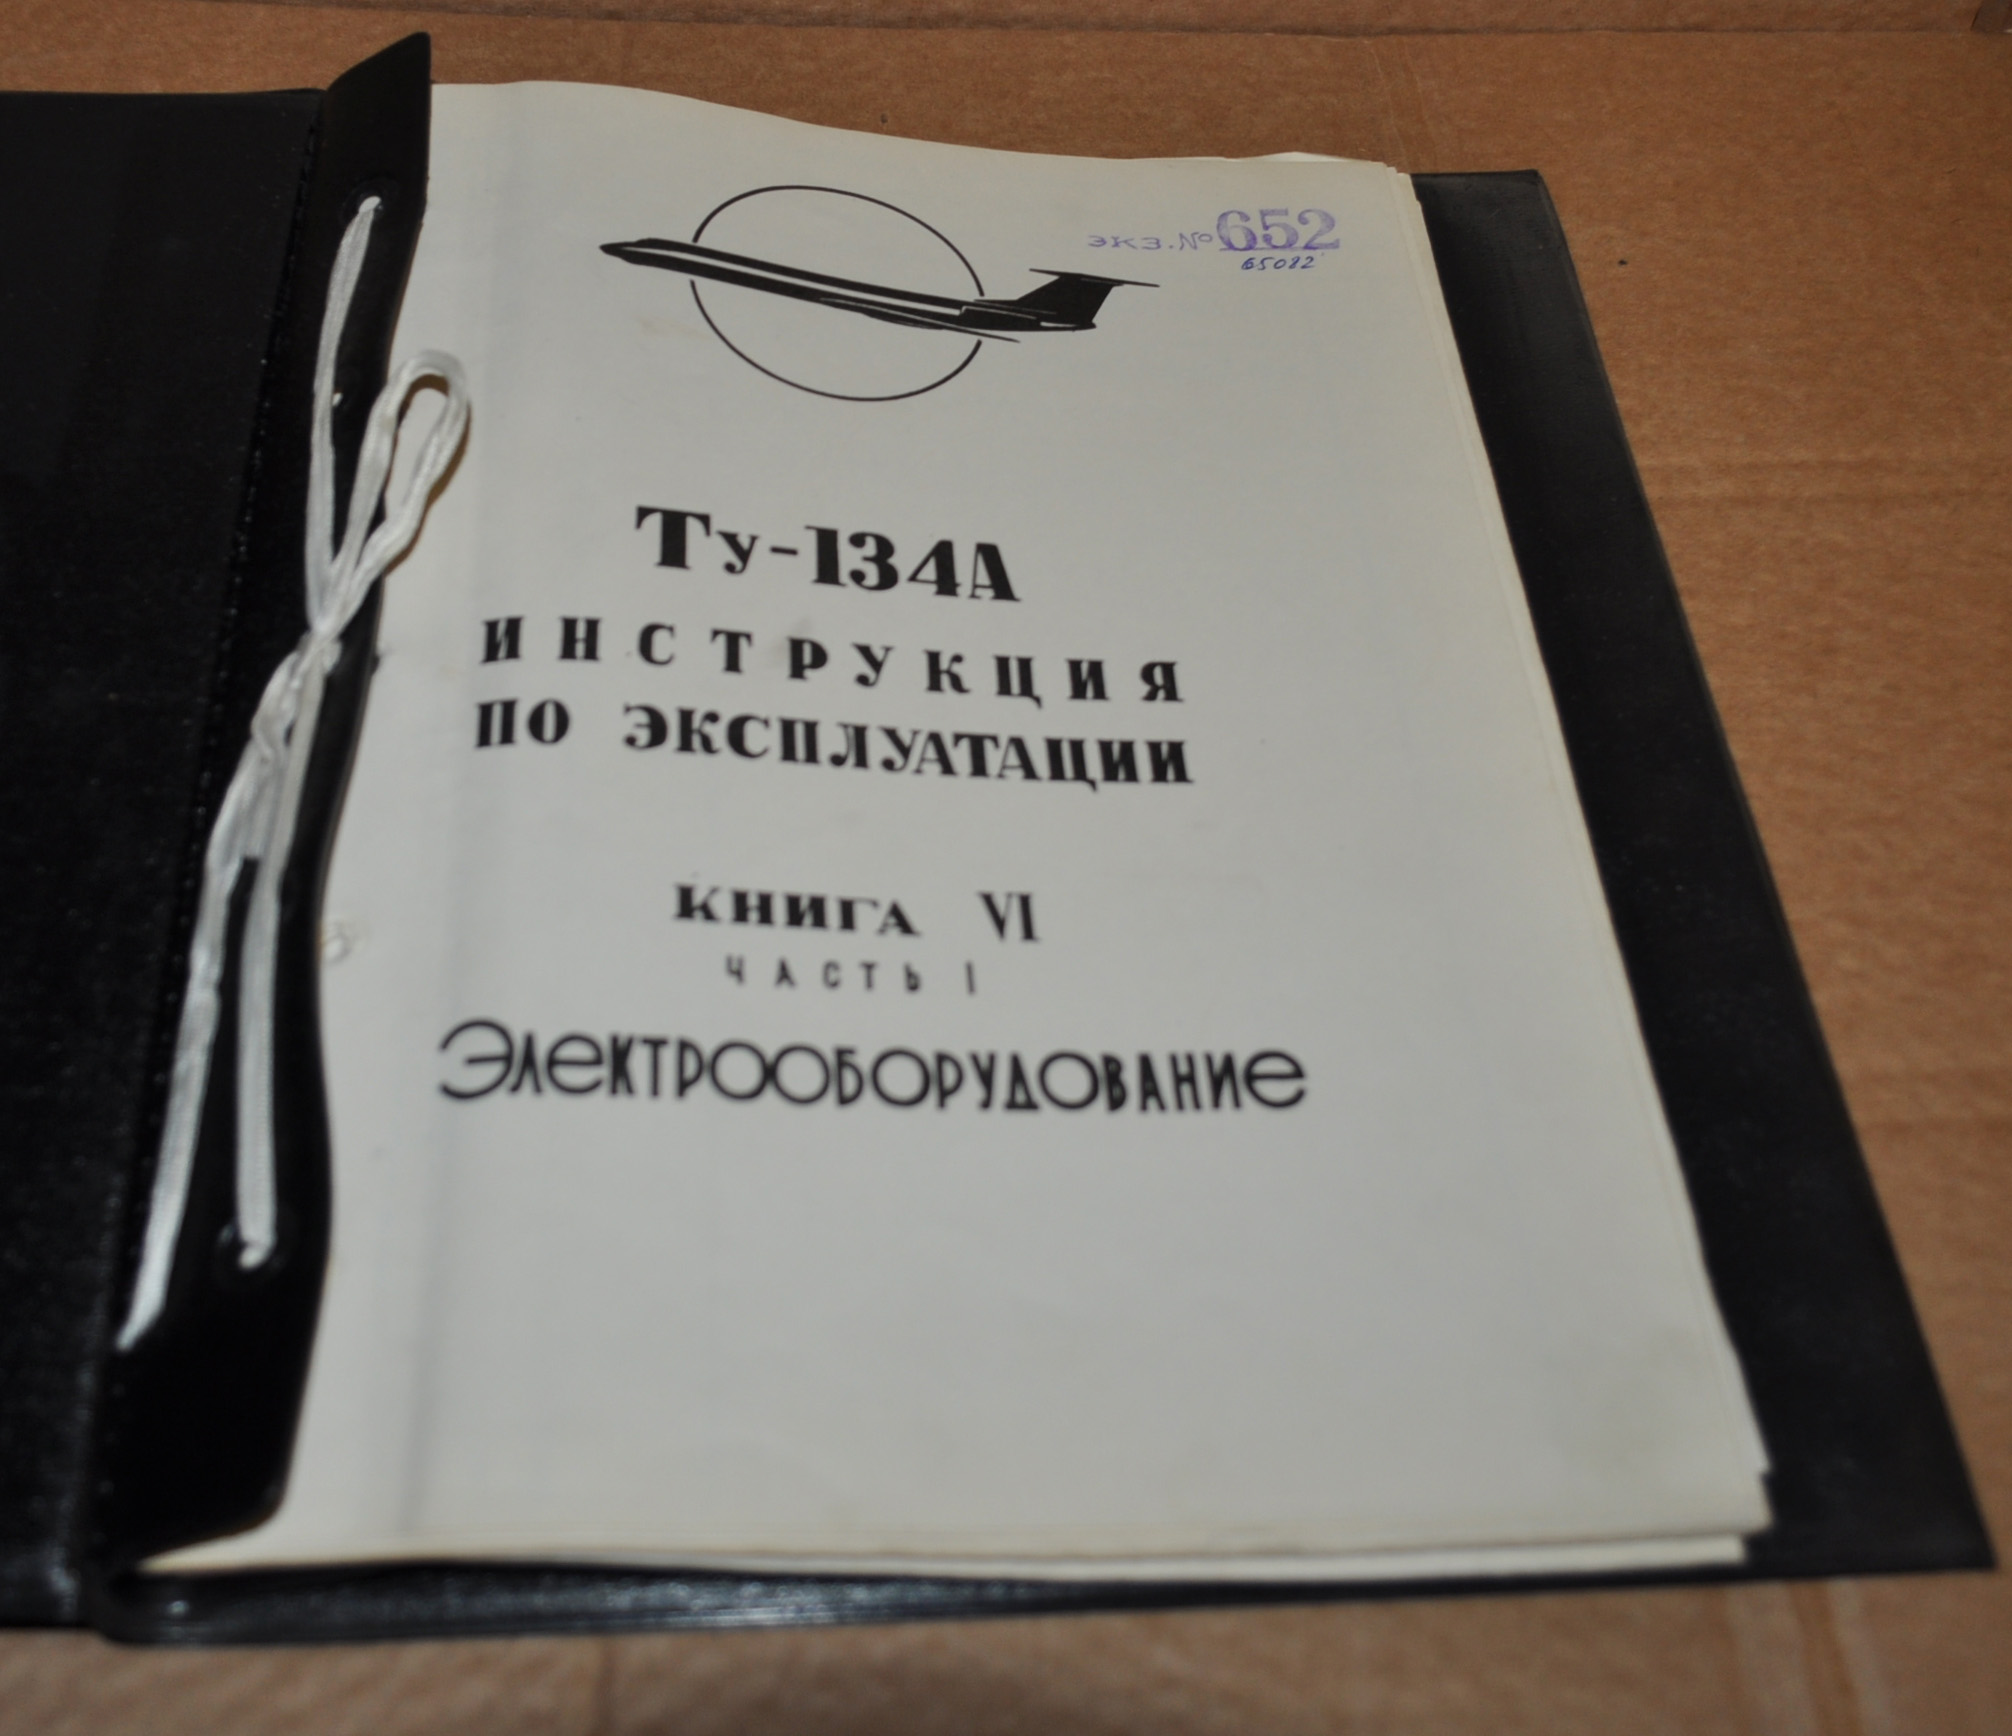 экз.№ 652
65082
Ту-134А
ИНСТРУКЦИЯ
ПО ЭКСПЛУАТАЦИИ
КНИГА VI
ЧАСТЬ I
Электрооборудование